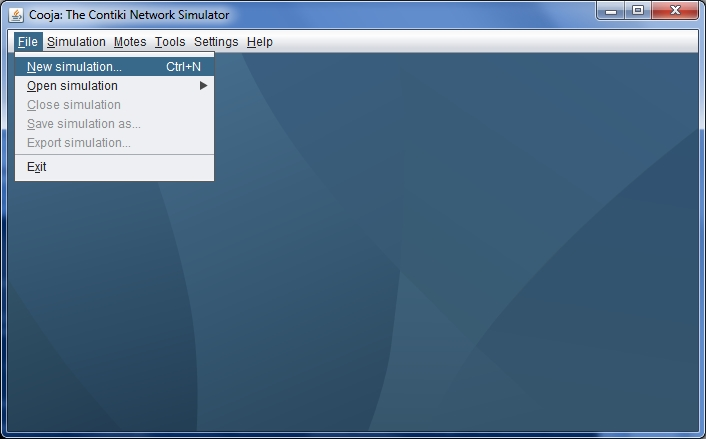 Cooja: The Contiki Network Simulator
File Simulation Motes Tools Settings Help
New simulation... Ctrl+N
Open simulation
Close simulation
Save simulation as...
Export simulation...
Exit